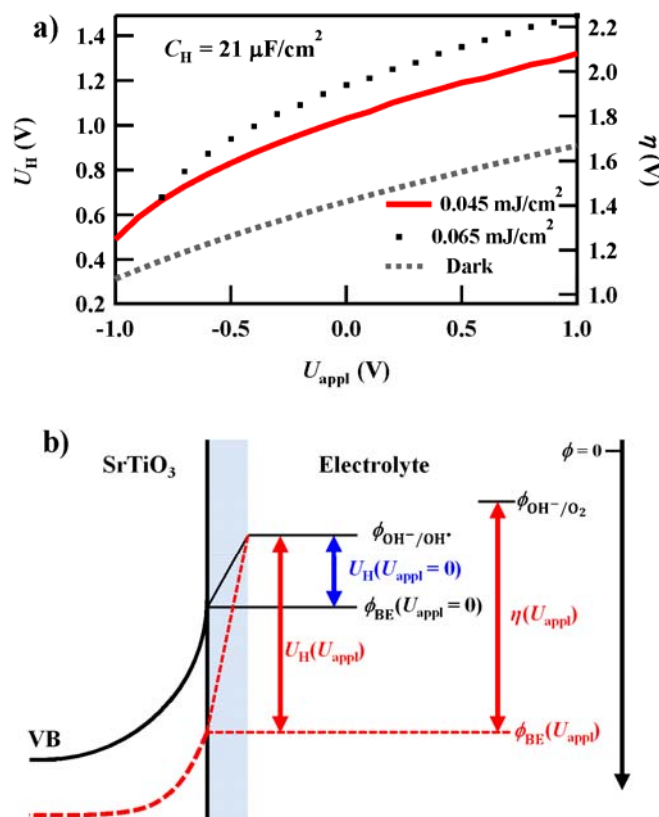 a)
C_H = 21 μF/cm²
1.4
1.2
1.0
0.8
0.6
0.4
0.2
U_H (V)
2.2
2.0
1.8
1.6
1.4
1.2
1.0
η (V)
0.045 mJ/cm²
0.065 mJ/cm²
Dark
-1.0 -0.5 0.0 0.5 1.0
U_appl (V)
b)
SrTiO₃ Electrolyte
ϕ = 0
ϕ_OH⁻/O₂
ϕ_OH⁻/OH•
U_H(U_appl = 0)
ϕ_BE(U_appl = 0)
η(U_appl)
U_H(U_appl)
VB
ϕ_BE(U_appl)